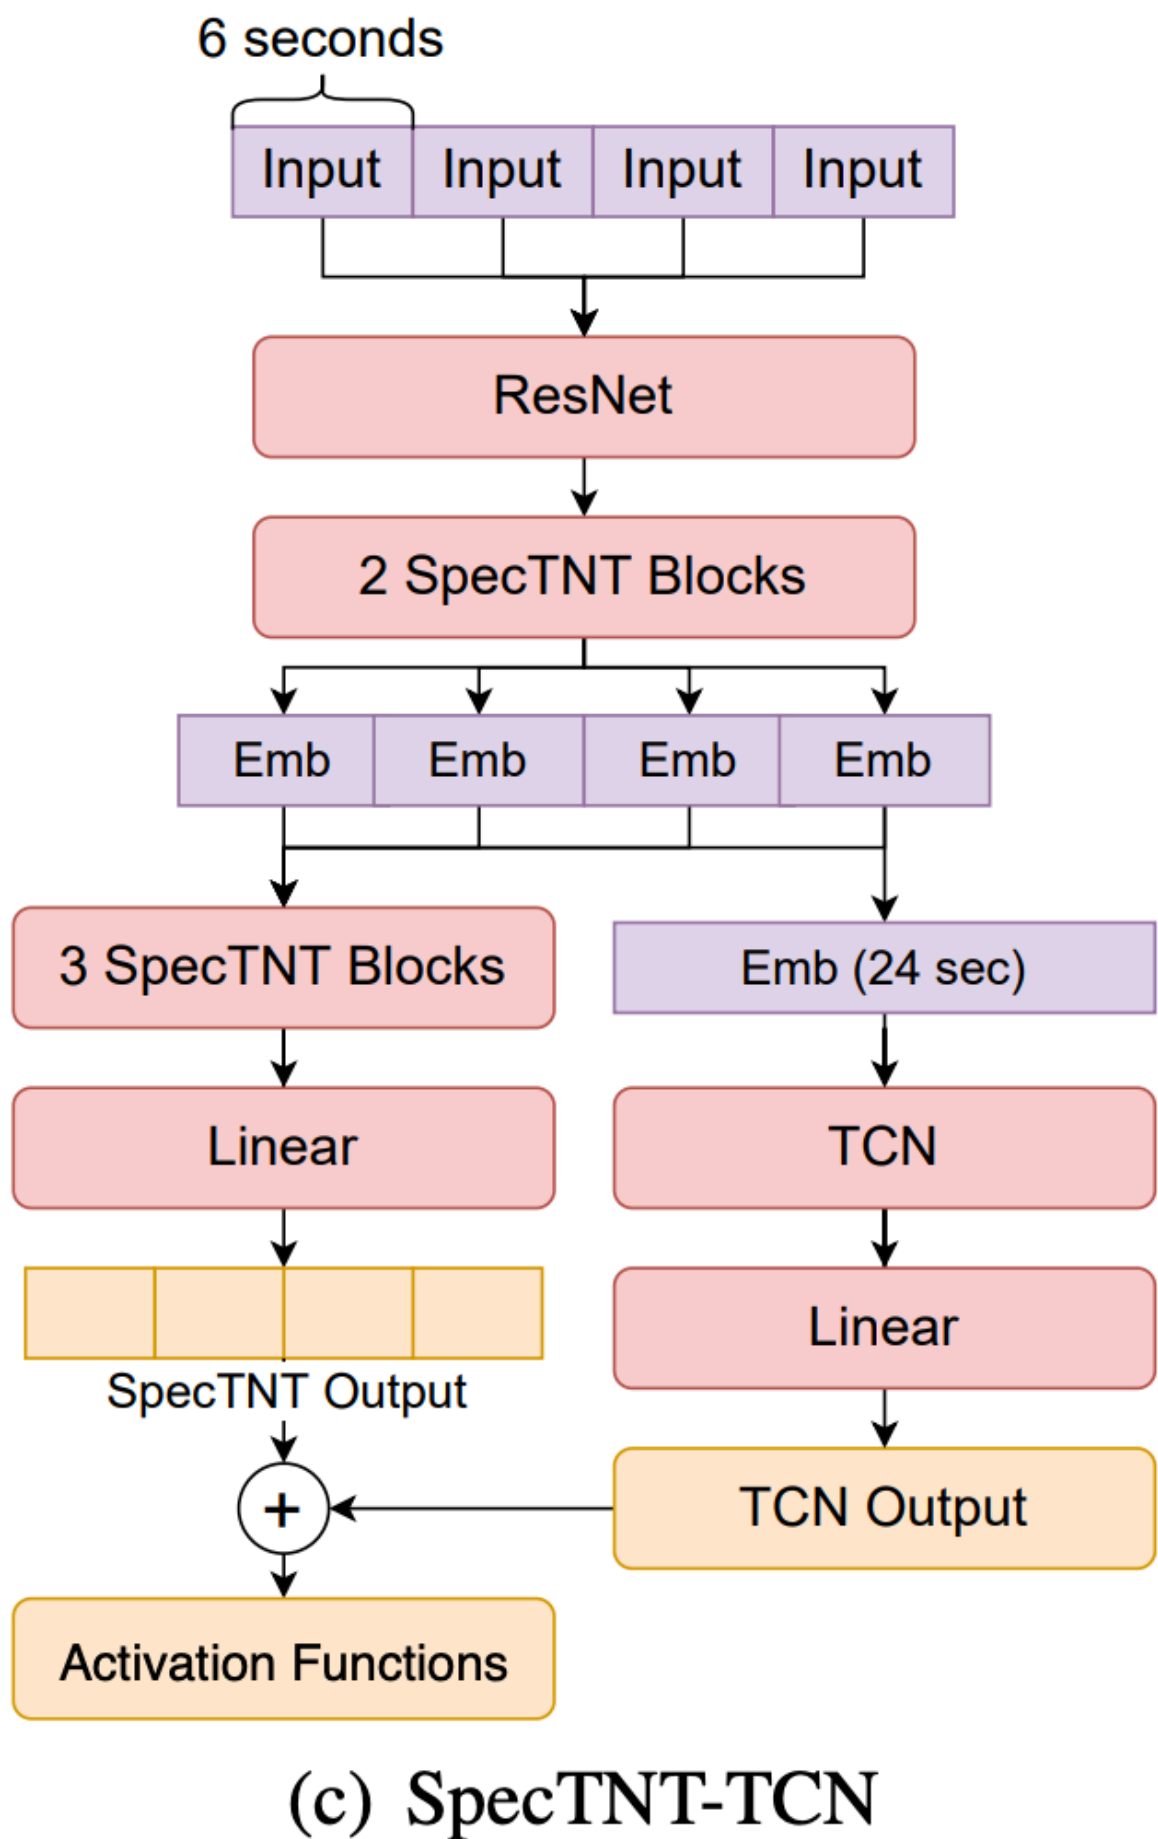 6 seconds
Input Input Input Input
ResNet
2 SpecTNT Blocks
Emb Emb Emb Emb
3 SpecTNT Blocks
Emb (24 sec)
Linear
TCN
Linear
SpecTNT Output
+
TCN Output
Activation Functions
(c) SpecTNT-TCN